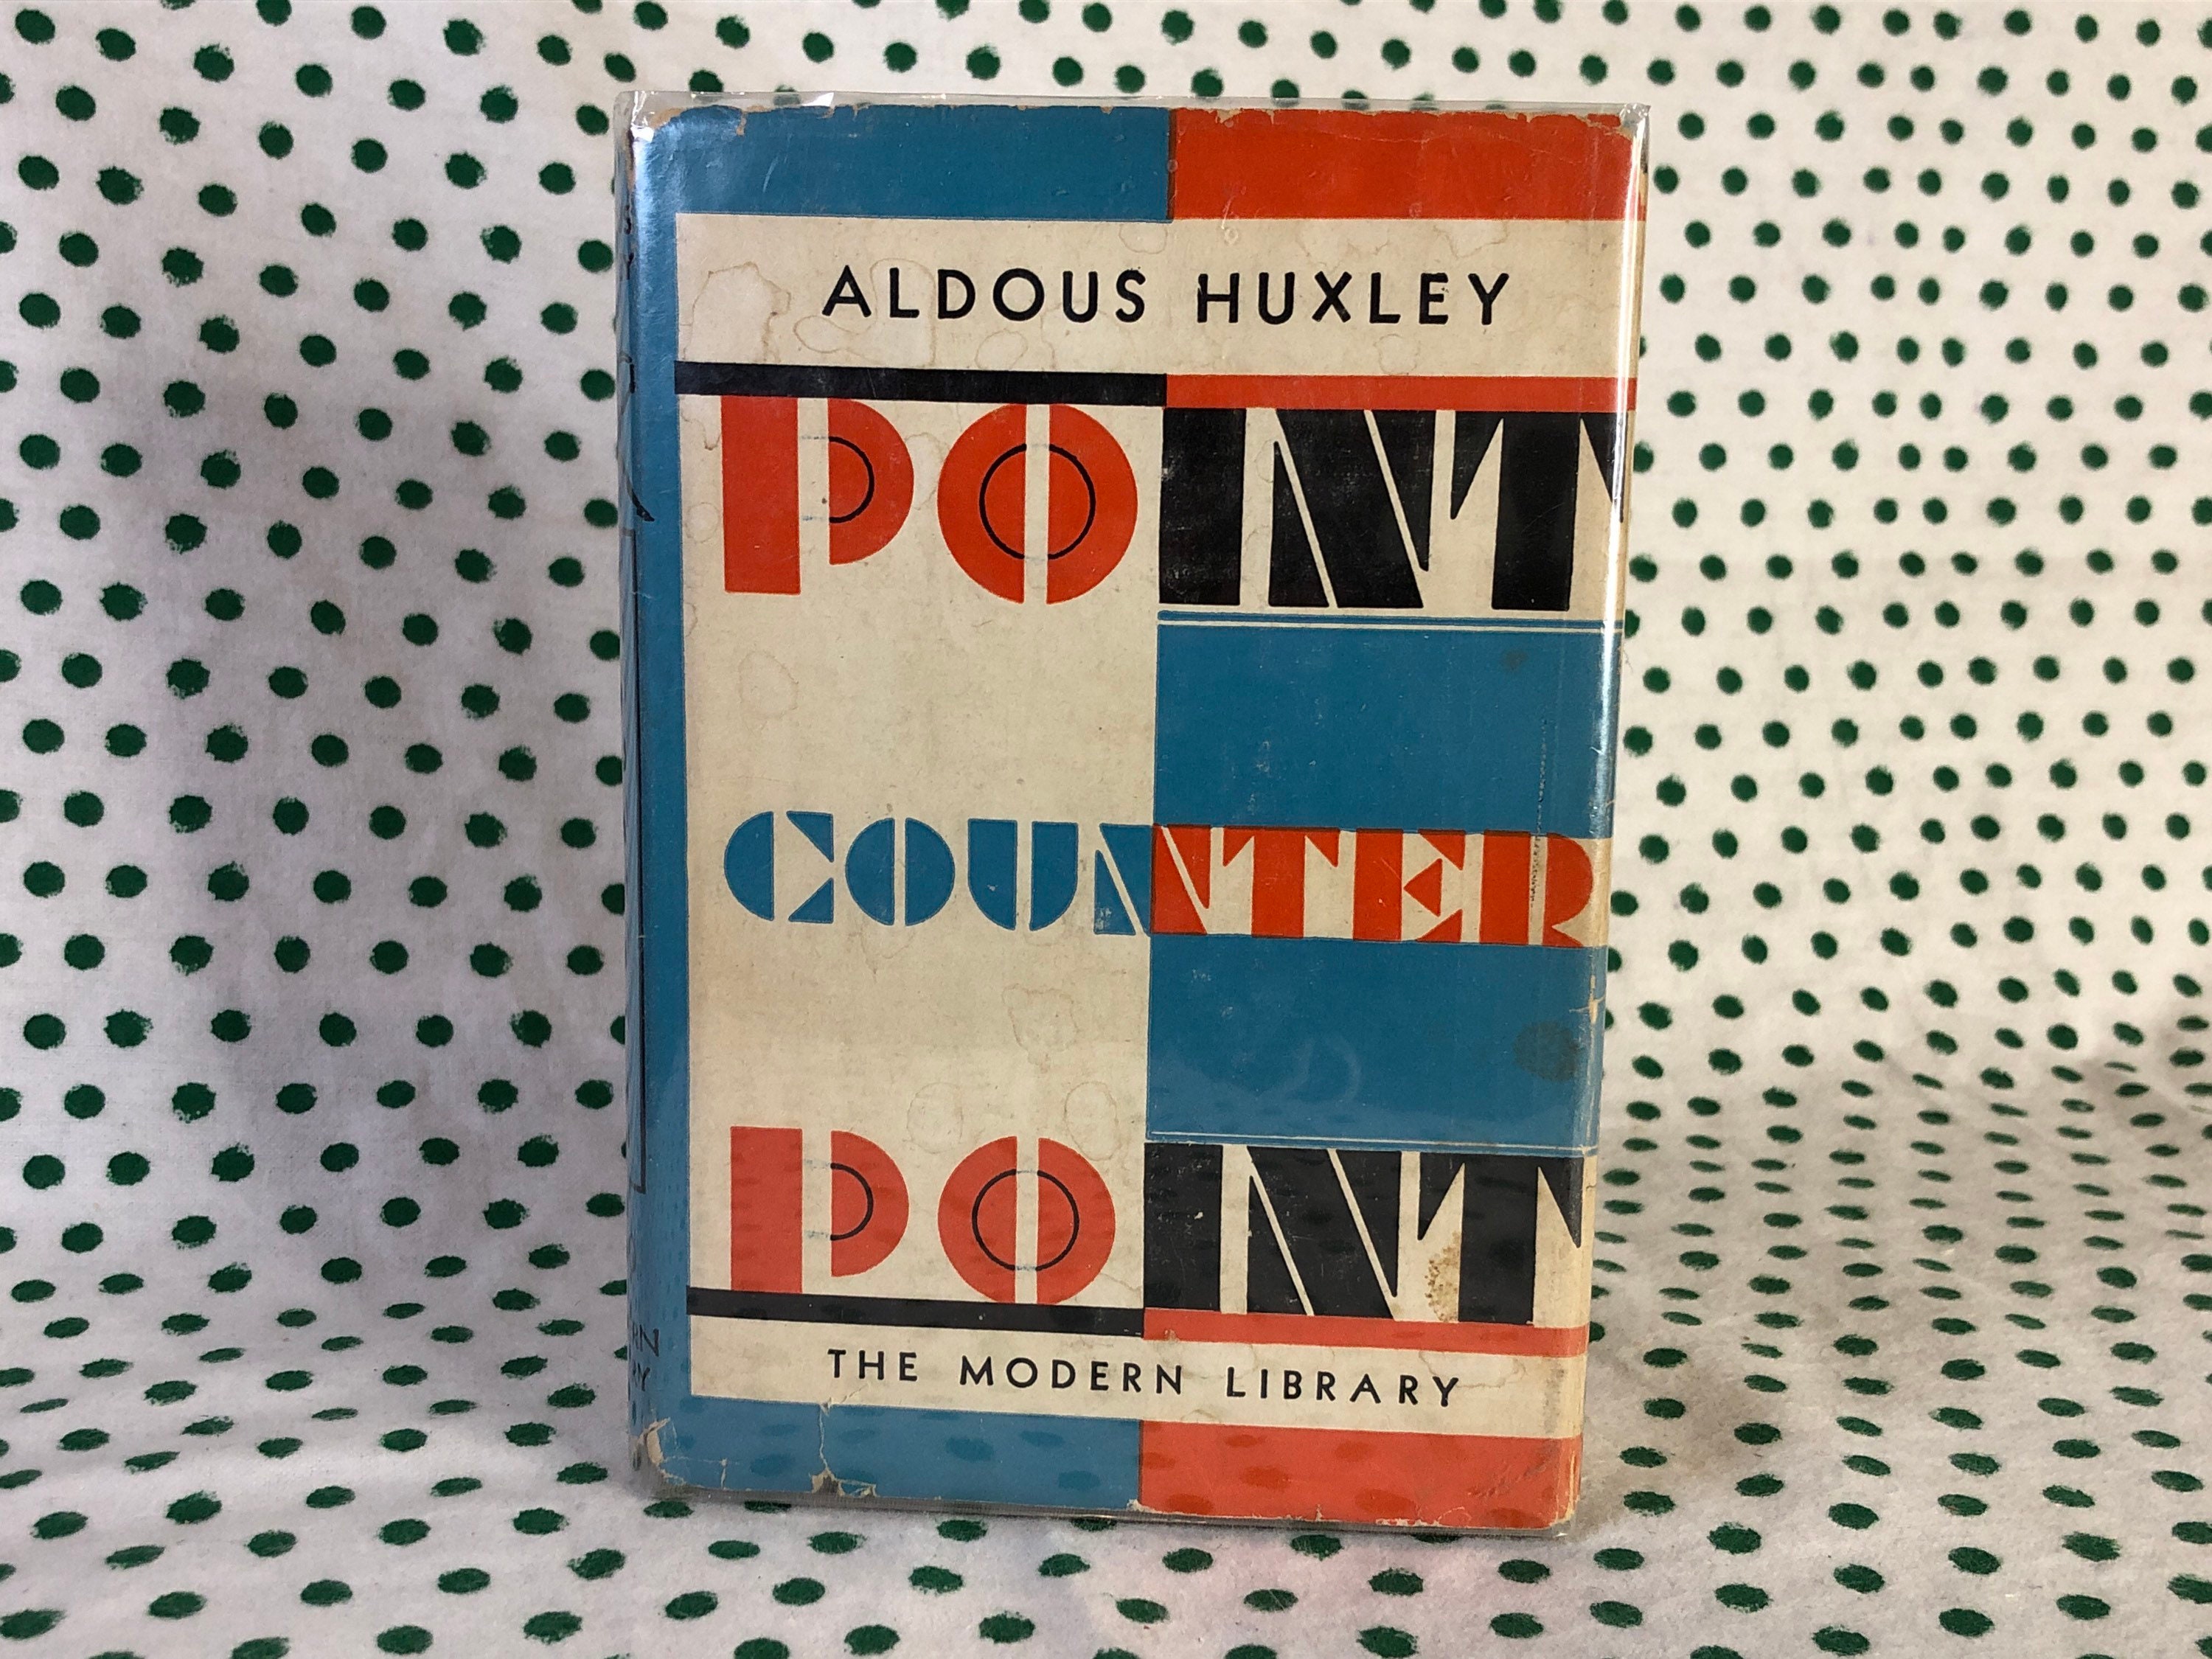 ALDOUS HUXLEY
POINT
COUNTER
POINT
THE MODERN LIBRARY